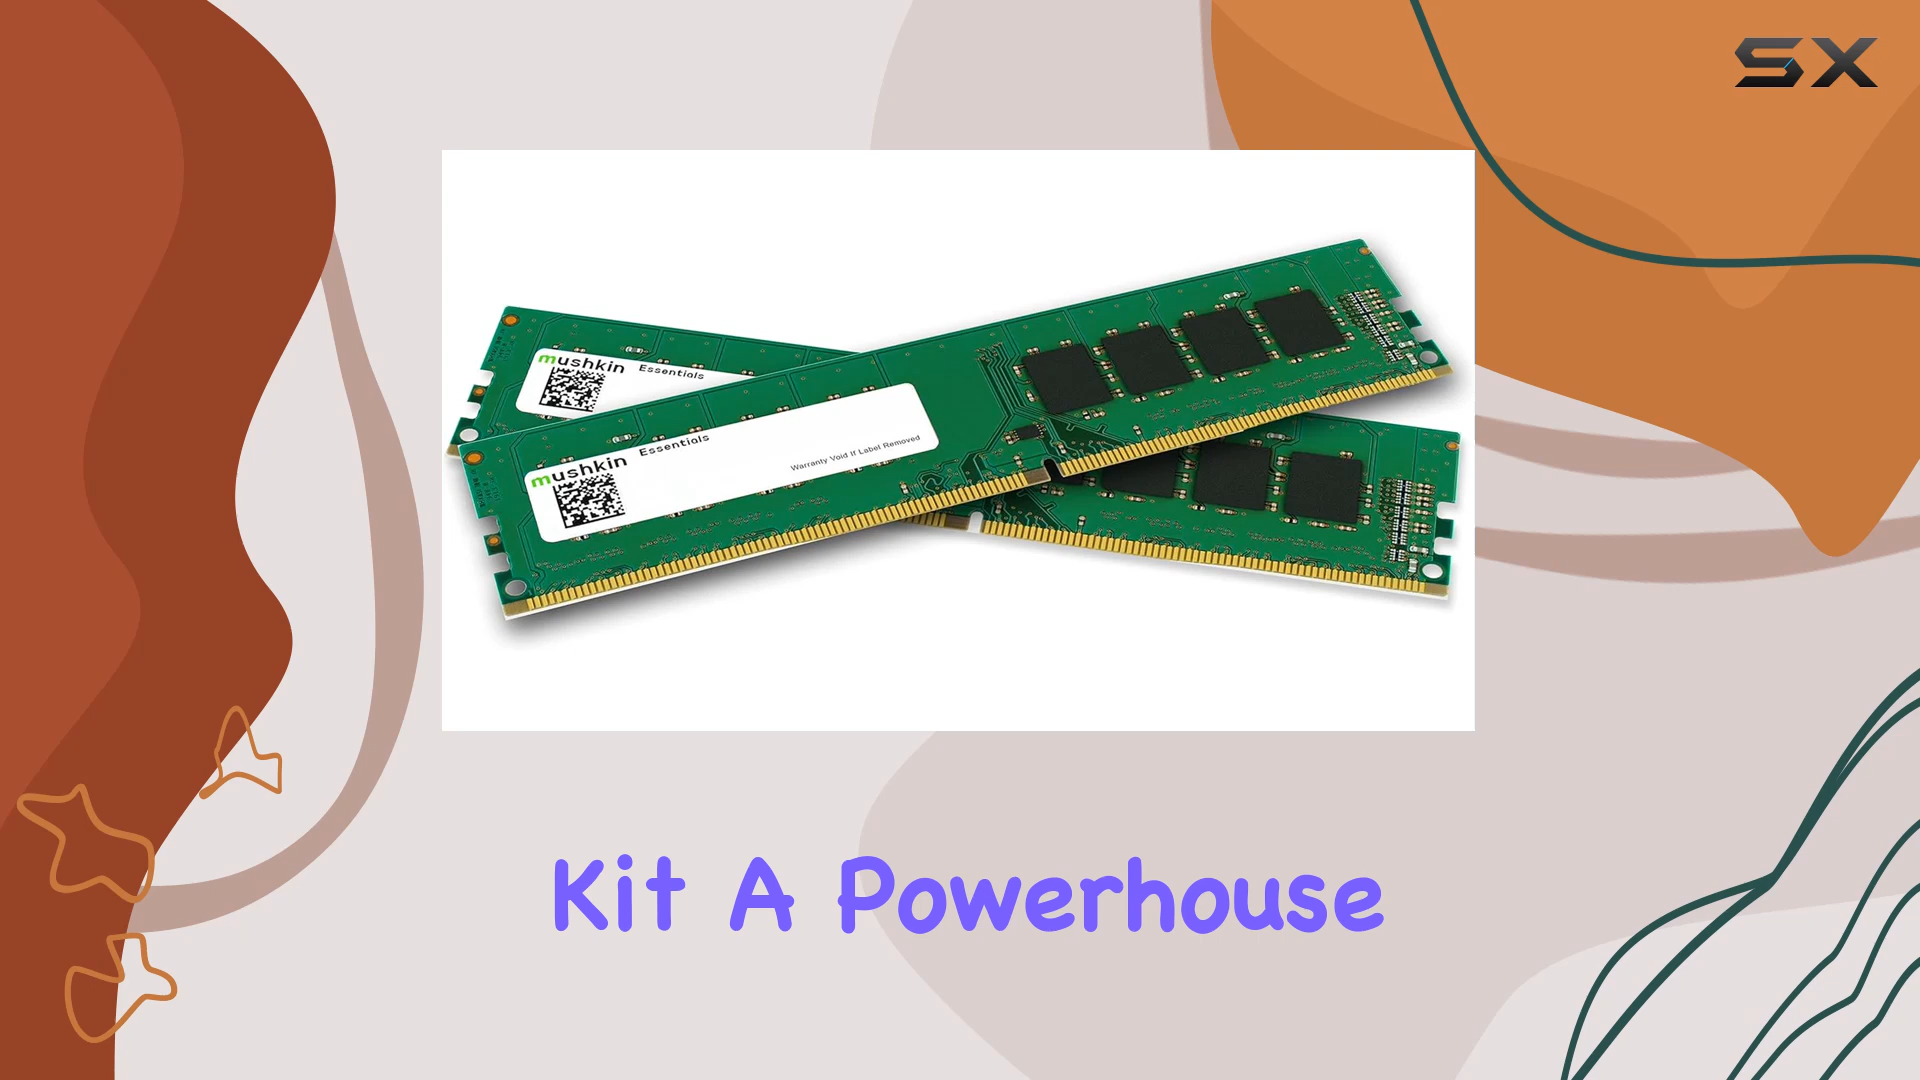 SX
mushkin
Essentials
mushkin
Essentials
Warranty Void If Label Removed
Kit A Powerhouse